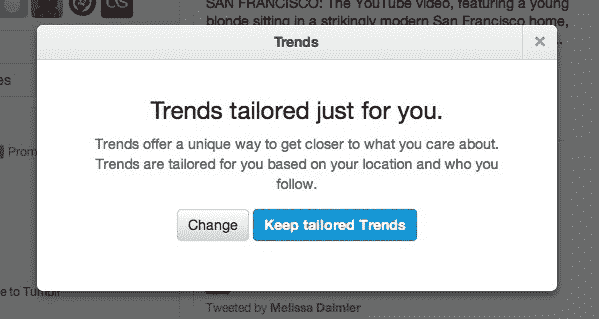 SAN FRANCISCO: The YouTube video, featuring a young
blonde sitting in a strikingly modern San Francisco home,
Trends
×
es
Trends tailored just for you.
Trends offer a unique way to get closer to what you care about.
Trends are tailored for you based on your location and who you
follow.
Prom
Change
Keep tailored Trends
e to Tumblr
Tweeted by Melissa Daimler